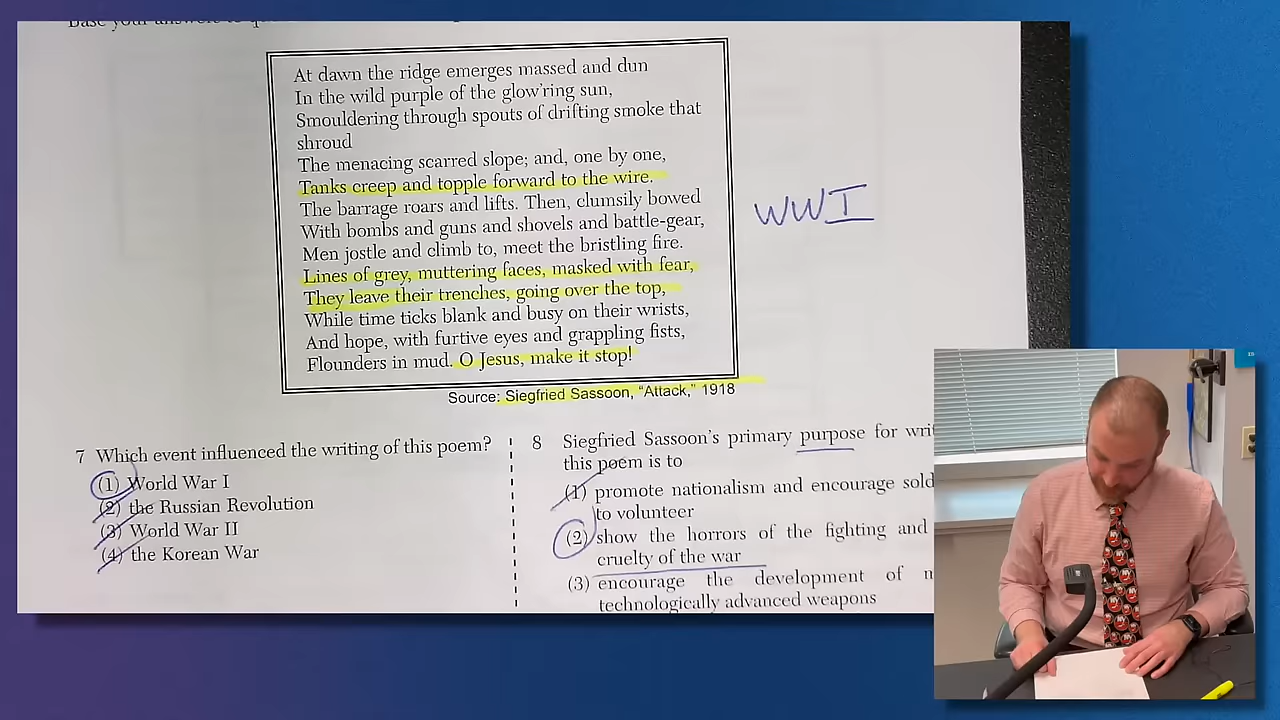 Base your answers to
At dawn the ridge emerges massed and dun
In the wild purple of the glow'ring sun,
Smouldering through spouts of drifting smoke that
shroud
The menacing scarred slope; and, one by one,
Tanks creep and topple forward to the wire.
The barrage roars and lifts. Then, clumsily bowed
With bombs and guns and shovels and battle-gear,
Men jostle and climb to, meet the bristling fire.
Lines of grey, muttering faces, masked with fear,
They leave their trenches, going over the top,
While time ticks blank and busy on their wrists,
And hope, with furtive eyes and grappling fists,
Flounders in mud. O Jesus, make it stop!
WWI
Source: Siegfried Sassoon, "Attack," 1918
7 Which event influenced the writing of this poem?
(1) World War I
(2) the Russian Revolution
(3) World War II
(4) the Korean War
8 Siegfried Sassoon's primary purpose for wri
this poem is to
(1) promote nationalism and encourage sold
to volunteer
(2) show the horrors of the fighting and
cruelty of the war
(3) encourage the development of m
technologically advanced weapons